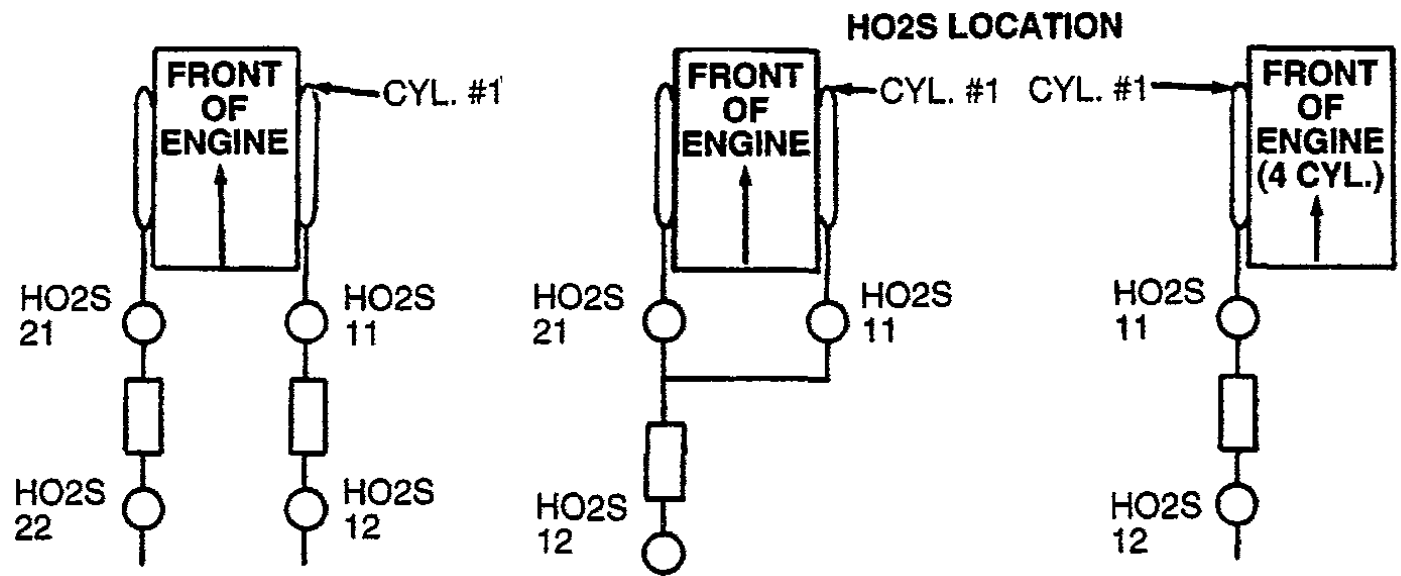 HO2S LOCATION
FRONT
OF
ENGINE
CYL. #1
HO2S
21
HO2S
11
HO2S
22
HO2S
12
FRONT
OF
ENGINE
CYL. #1
HO2S
21
HO2S
11
HO2S
12
CYL. #1
FRONT
OF
ENGINE
(4 CYL.)
HO2S
11
HO2S
12